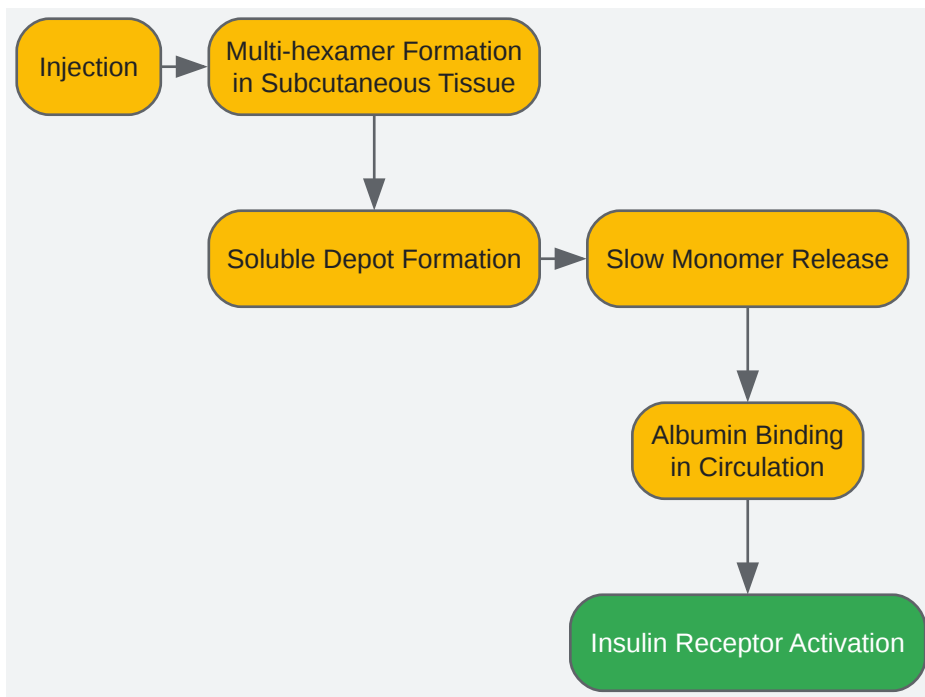 Injection
Multi-hexamer Formation
in Subcutaneous Tissue
Soluble Depot Formation
Slow Monomer Release
Albumin Binding
in Circulation
Insulin Receptor Activation